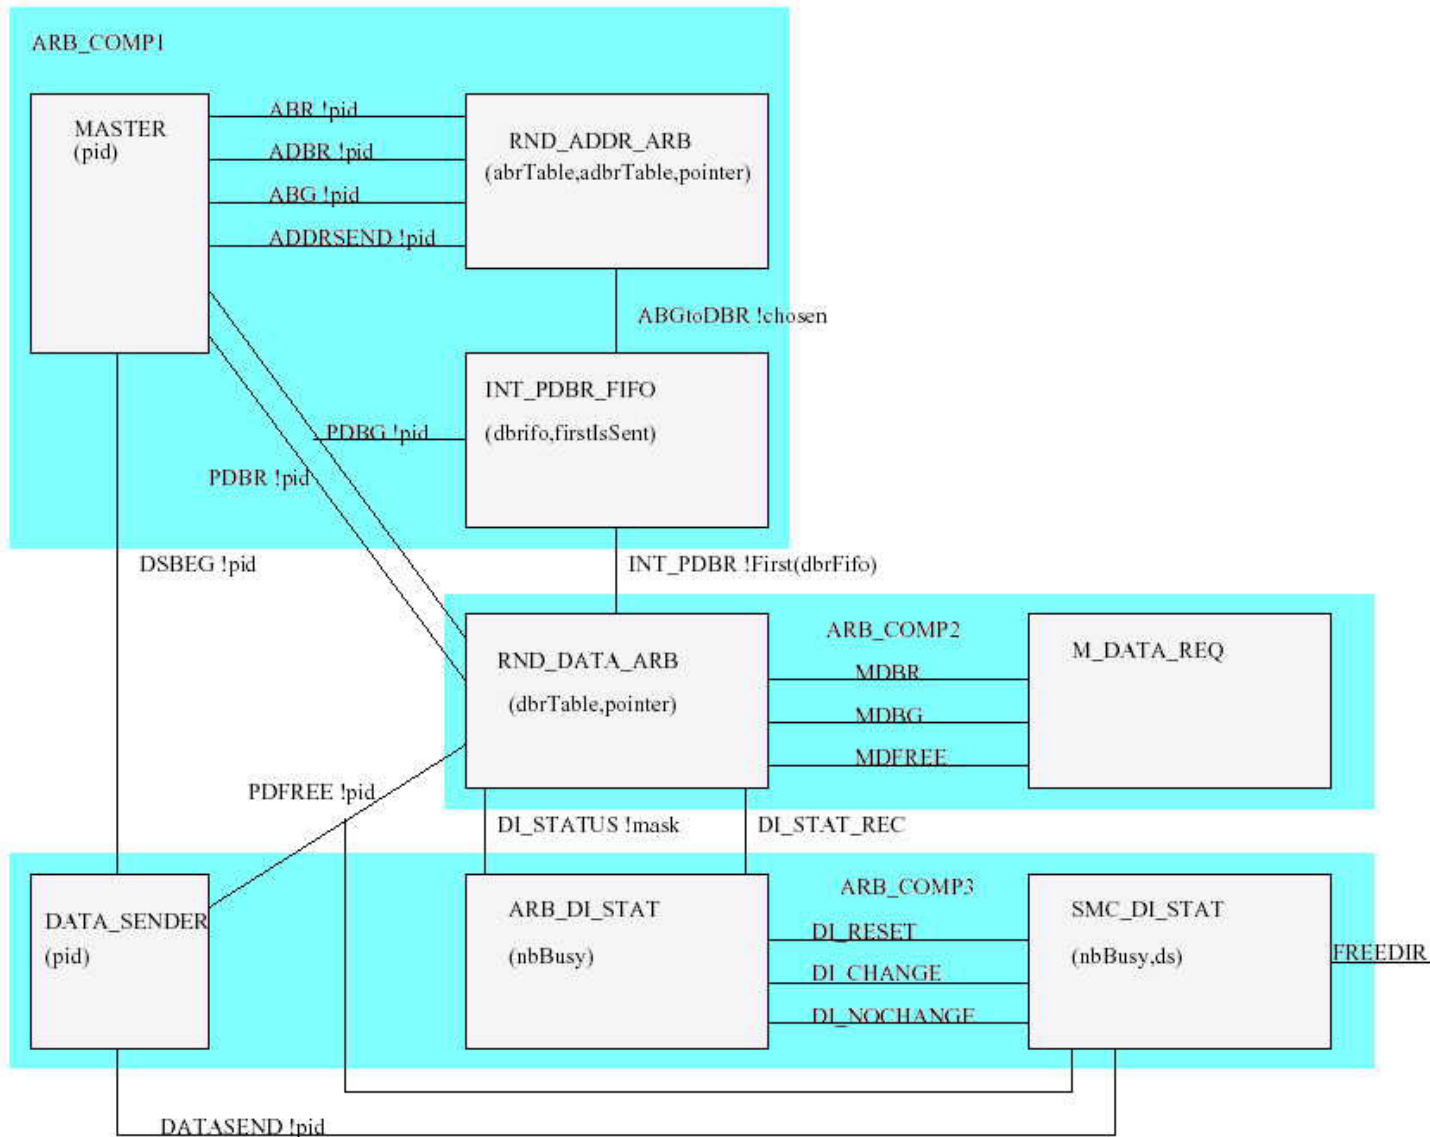 ARB_COMP1
MASTER
(pid)
ABR !pid
ADBR !pid
ABG !pid
ADDRSEND !pid
RND_ADDR_ARB
(abrTable,adbrTable,pointer)
ABGtoDBR !chosen
INT_PDBR_FIFO
(dbrifo,firstIsSent)
PDBG !pid
PDBR !pid
DSBEG !pid
INT_PDBR !First(dbrFifo)
RND_DATA_ARB
(dbrTable,pointer)
ARB_COMP2
MDBR
MDBG
MDFREE
M_DATA_REQ
PDFREE !pid
DI_STATUS !mask
DI_STAT_REC
DATA_SENDER
(pid)
ARB_DI_STAT
(nbBusy)
ARB_COMP3
DI_RESET
DI_CHANGE
DI_NOCHANGE
SMC_DI_STAT
(nbBusy,ds)
FREEDIR
DATASEND !pid